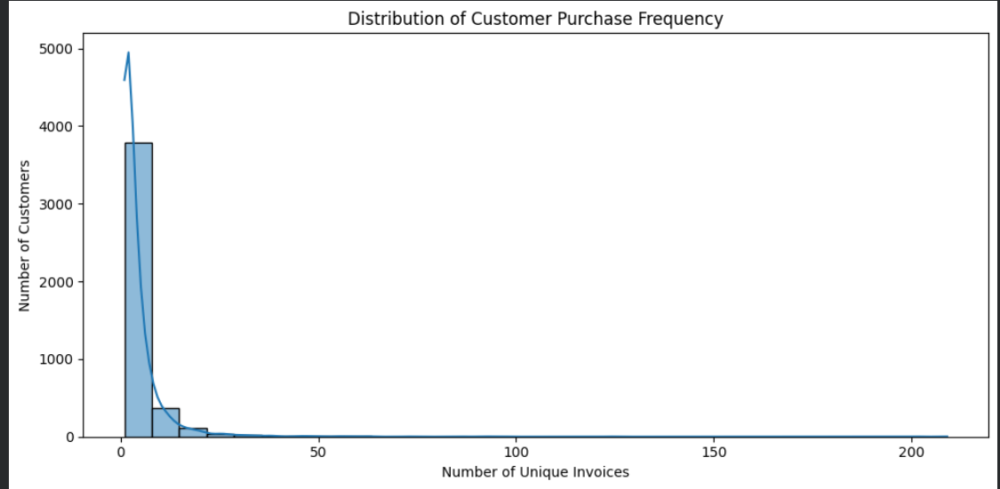 Distribution of Customer Purchase Frequency
Number of Customers
5000
4000
3000
2000
1000
0
0 50 100 150 200
Number of Unique Invoices